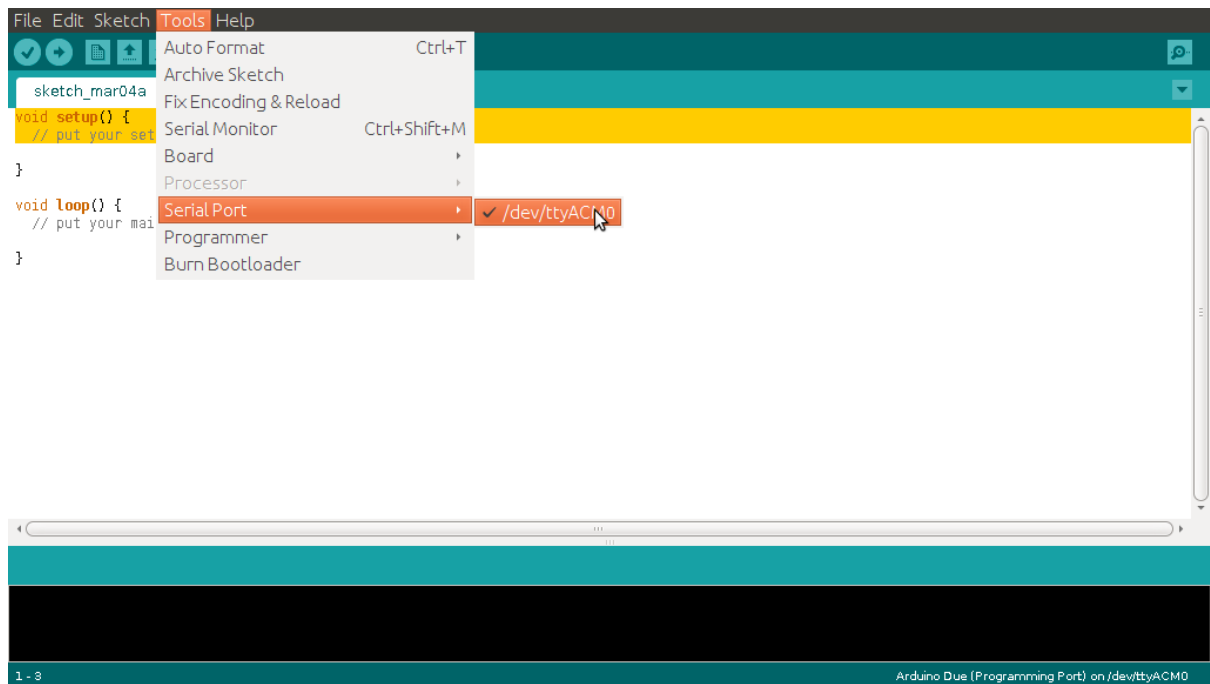 File Edit Sketch Tools Help
Auto Format Ctrl+T
Archive Sketch
sketch_mar04a
Fix Encoding & Reload
void setup() {
// put your set
Serial Monitor Ctrl+Shift+M
Board
}
Processor
void loop() {
Serial Port
✓ /dev/ttyACM0
// put your mai
Programmer
}
Burn Bootloader
1 - 3
Arduino Due (Programming Port) on /dev/ttyACM0